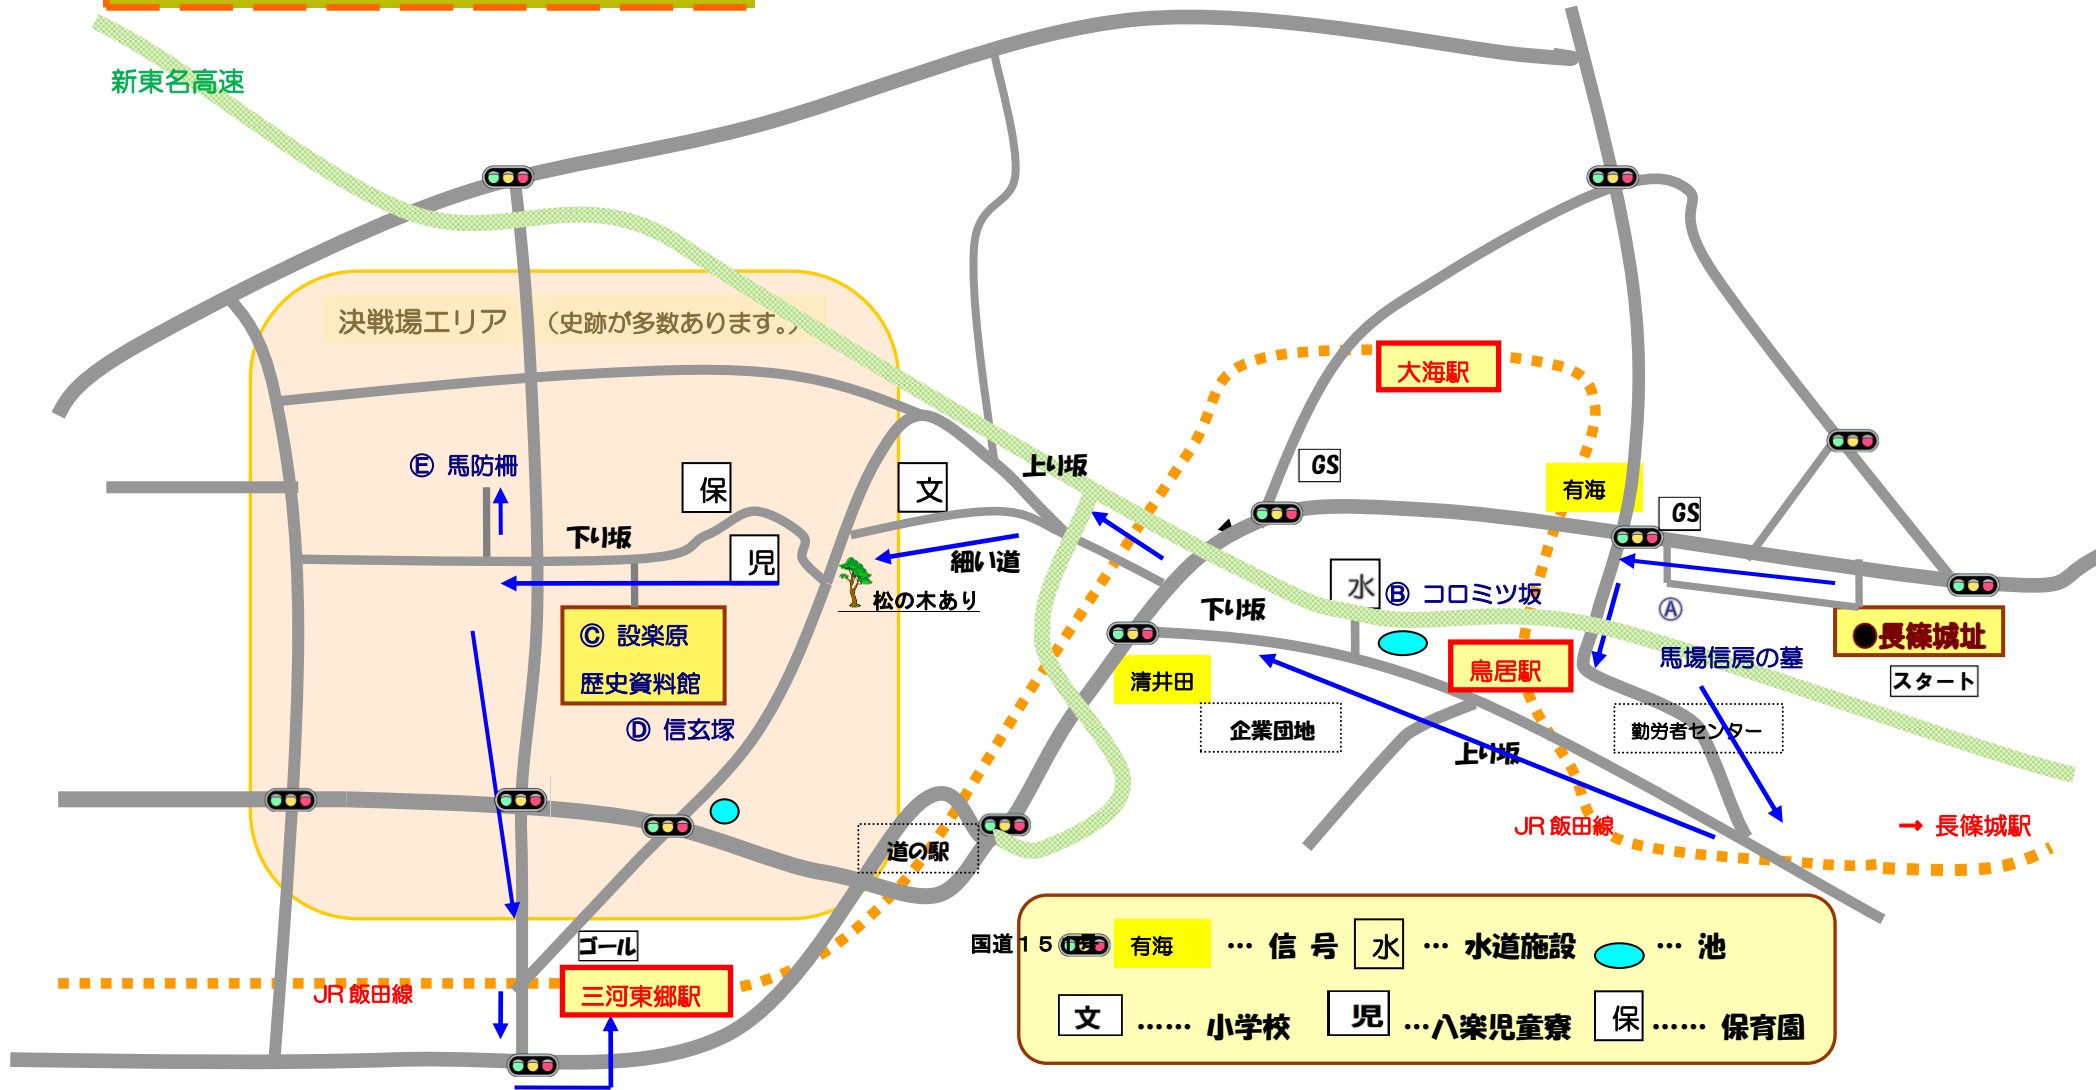 新東名高速
決戦場エリア （史跡が多数あります。）
大海駅
上り坂
GS
有海
GS
Ⓔ 馬防柵
保
文
下り坂
児
細い道
松の木あり
水
Ⓑ コロミツ坂
下り坂
Ⓐ
●長篠城址
スタート
馬場信房の墓
Ⓒ 設楽原
歴史資料館
Ⓓ 信玄塚
清井田
鳥居駅
企業団地
勤労者センター
上り坂
JR 飯田線
→ 長篠城駅
道の駅
ゴール
三河東郷駅
JR 飯田線
国道１５１号
有海 … 信 号
水 … 水道施設
… 池
文 …… 小学校
児 …八楽児童寮
保 …… 保育園